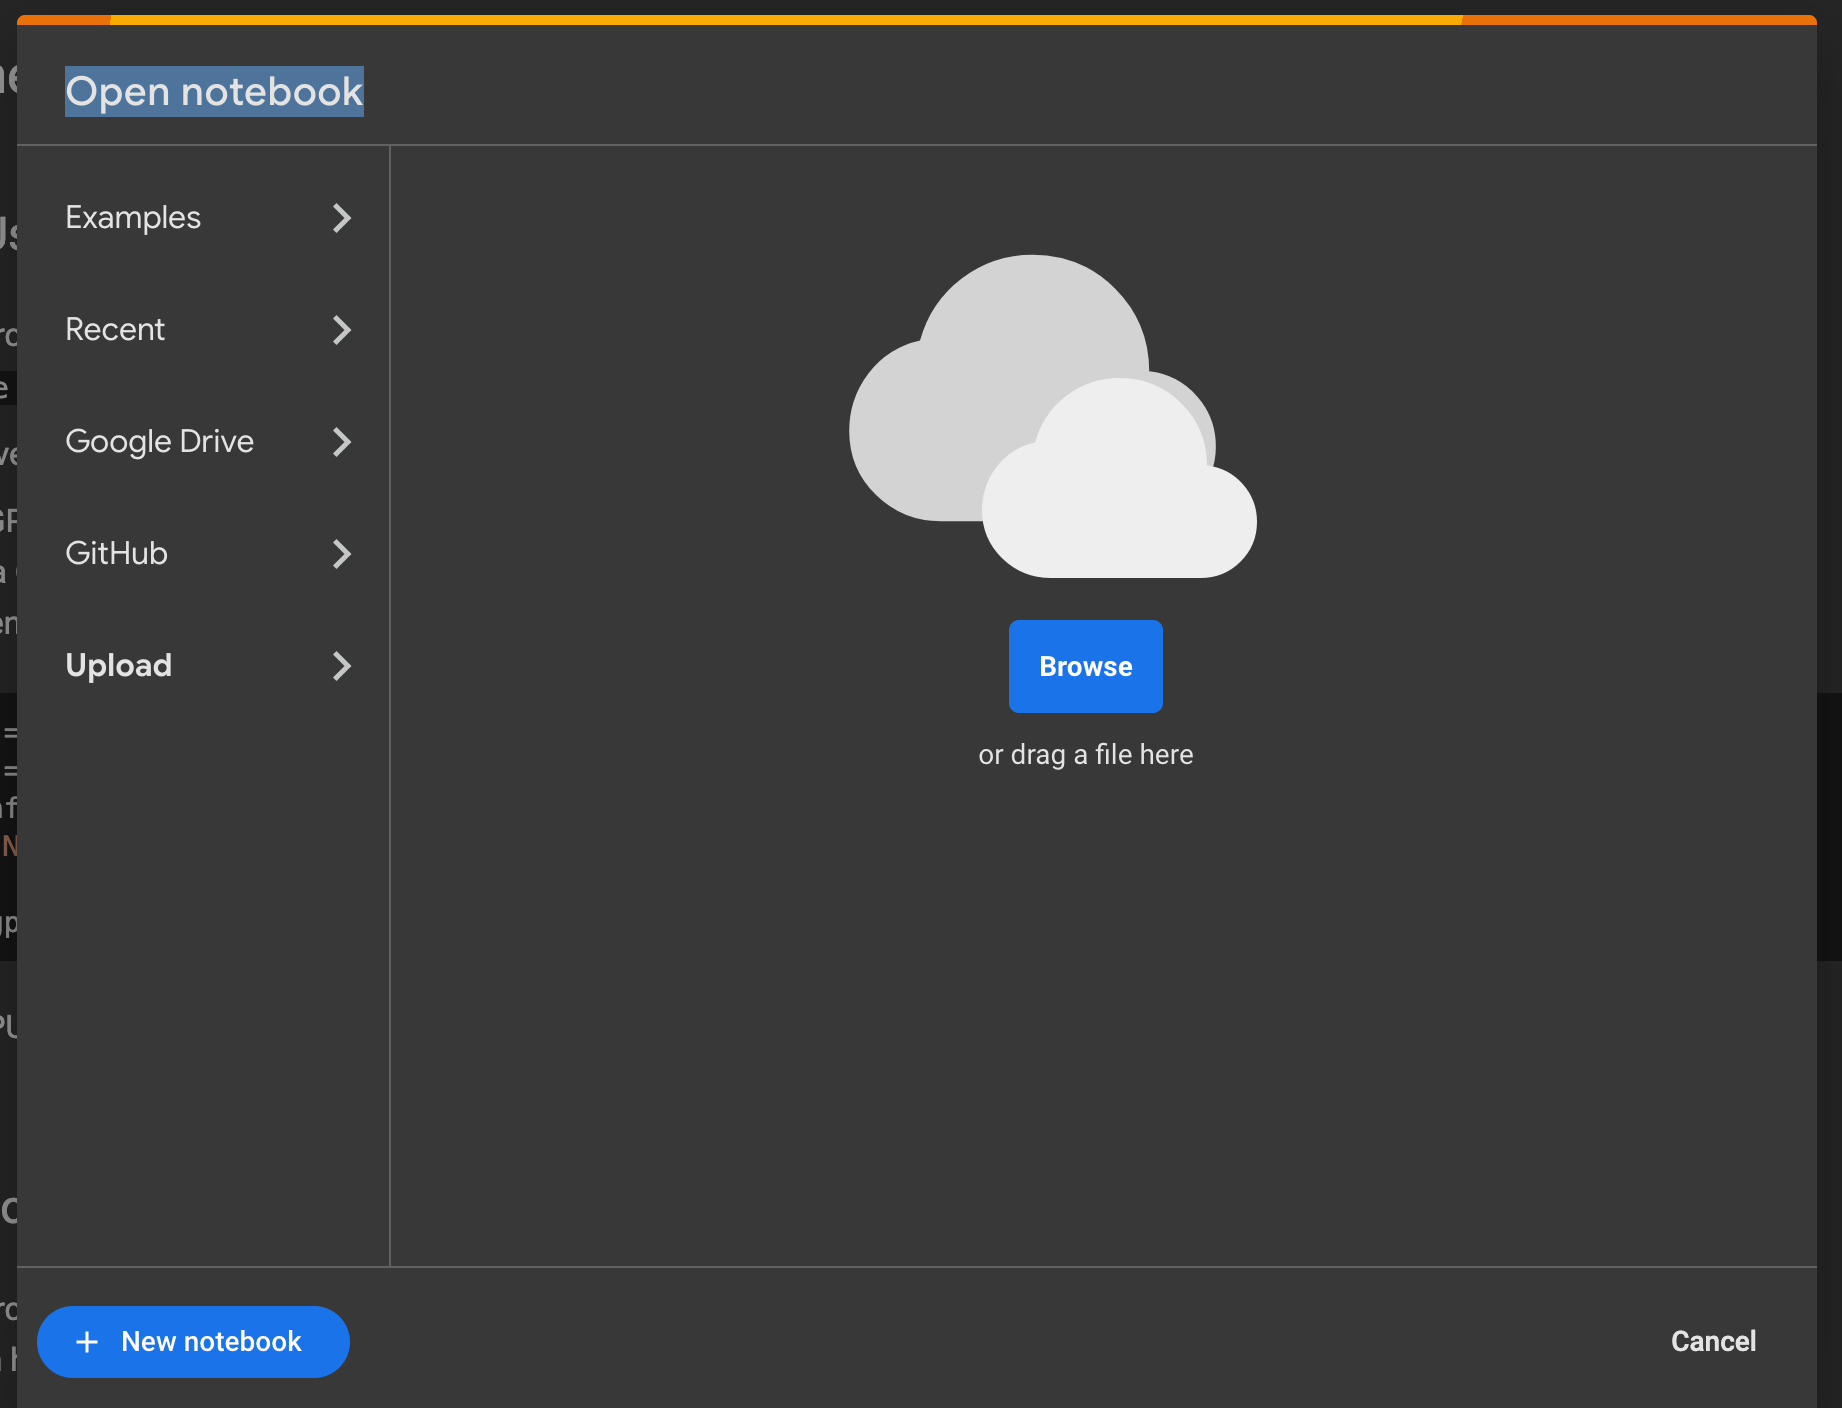 Open notebook
Examples
Recent
Google Drive
GitHub
Upload
Browse
or drag a file here
New notebook
Cancel